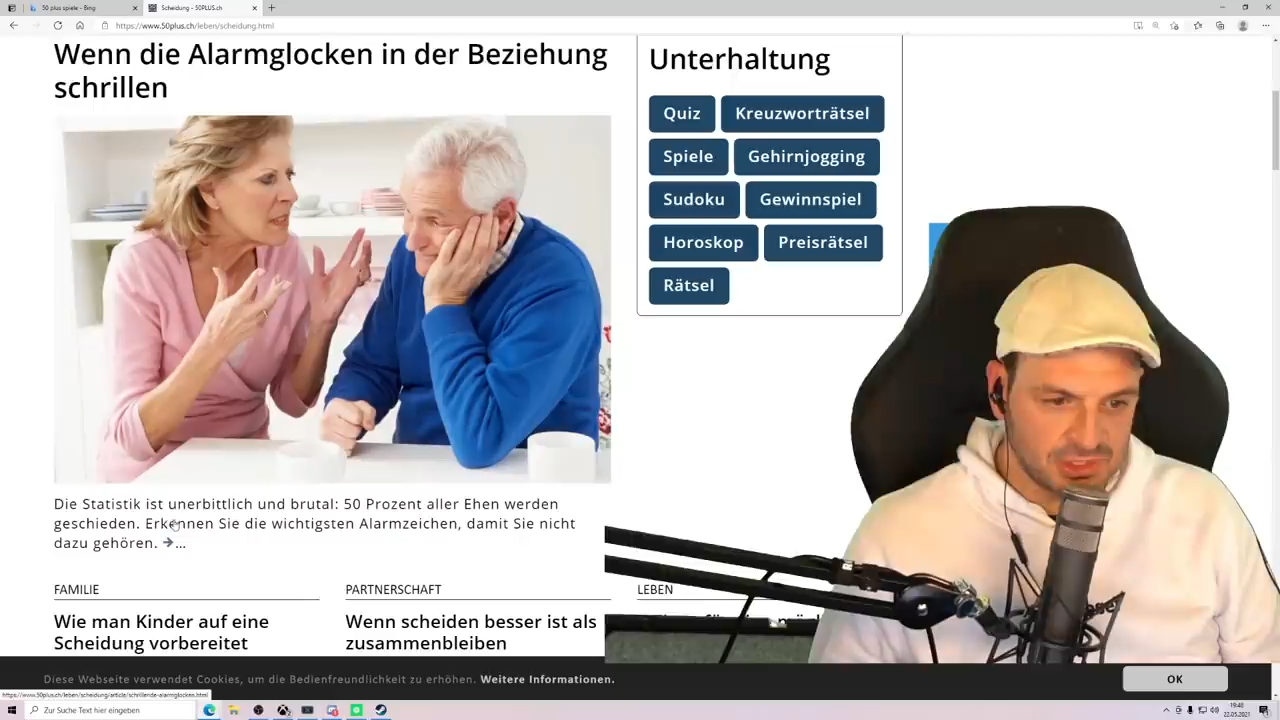 50 plus spiele - Bing
Scheidung - 50PLUS.ch
https://www.50plus.ch/leben/scheidung.html
Wenn die Alarmglocken in der Beziehung
schrillen
Unterhaltung
Quiz
Kreuzworträtsel
Spiele
Gehirnjogging
Sudoku
Gewinnspiel
Horoskop
Preisrätsel
Rätsel
Die Statistik ist unerbittlich und brutal: 50 Prozent aller Ehen werden
geschieden. Erkennen Sie die wichtigsten Alarmzeichen, damit Sie nicht
dazu gehören. → ...
FAMILIE
PARTNERSCHAFT
LEBEN
Wie man Kinder auf eine
Scheidung vorbereitet
Wenn scheiden besser ist als
zusammenbleiben
Diese Webseite verwendet Cookies, um die Bedienfreundlichkeit zu erhöhen. Weitere Informationen.
OK
https://www.50plus.ch/leben/scheidung/article/schrillende-alarmglocken.html
Zur Suche Text hier eingeben
19:48
22.05.2021